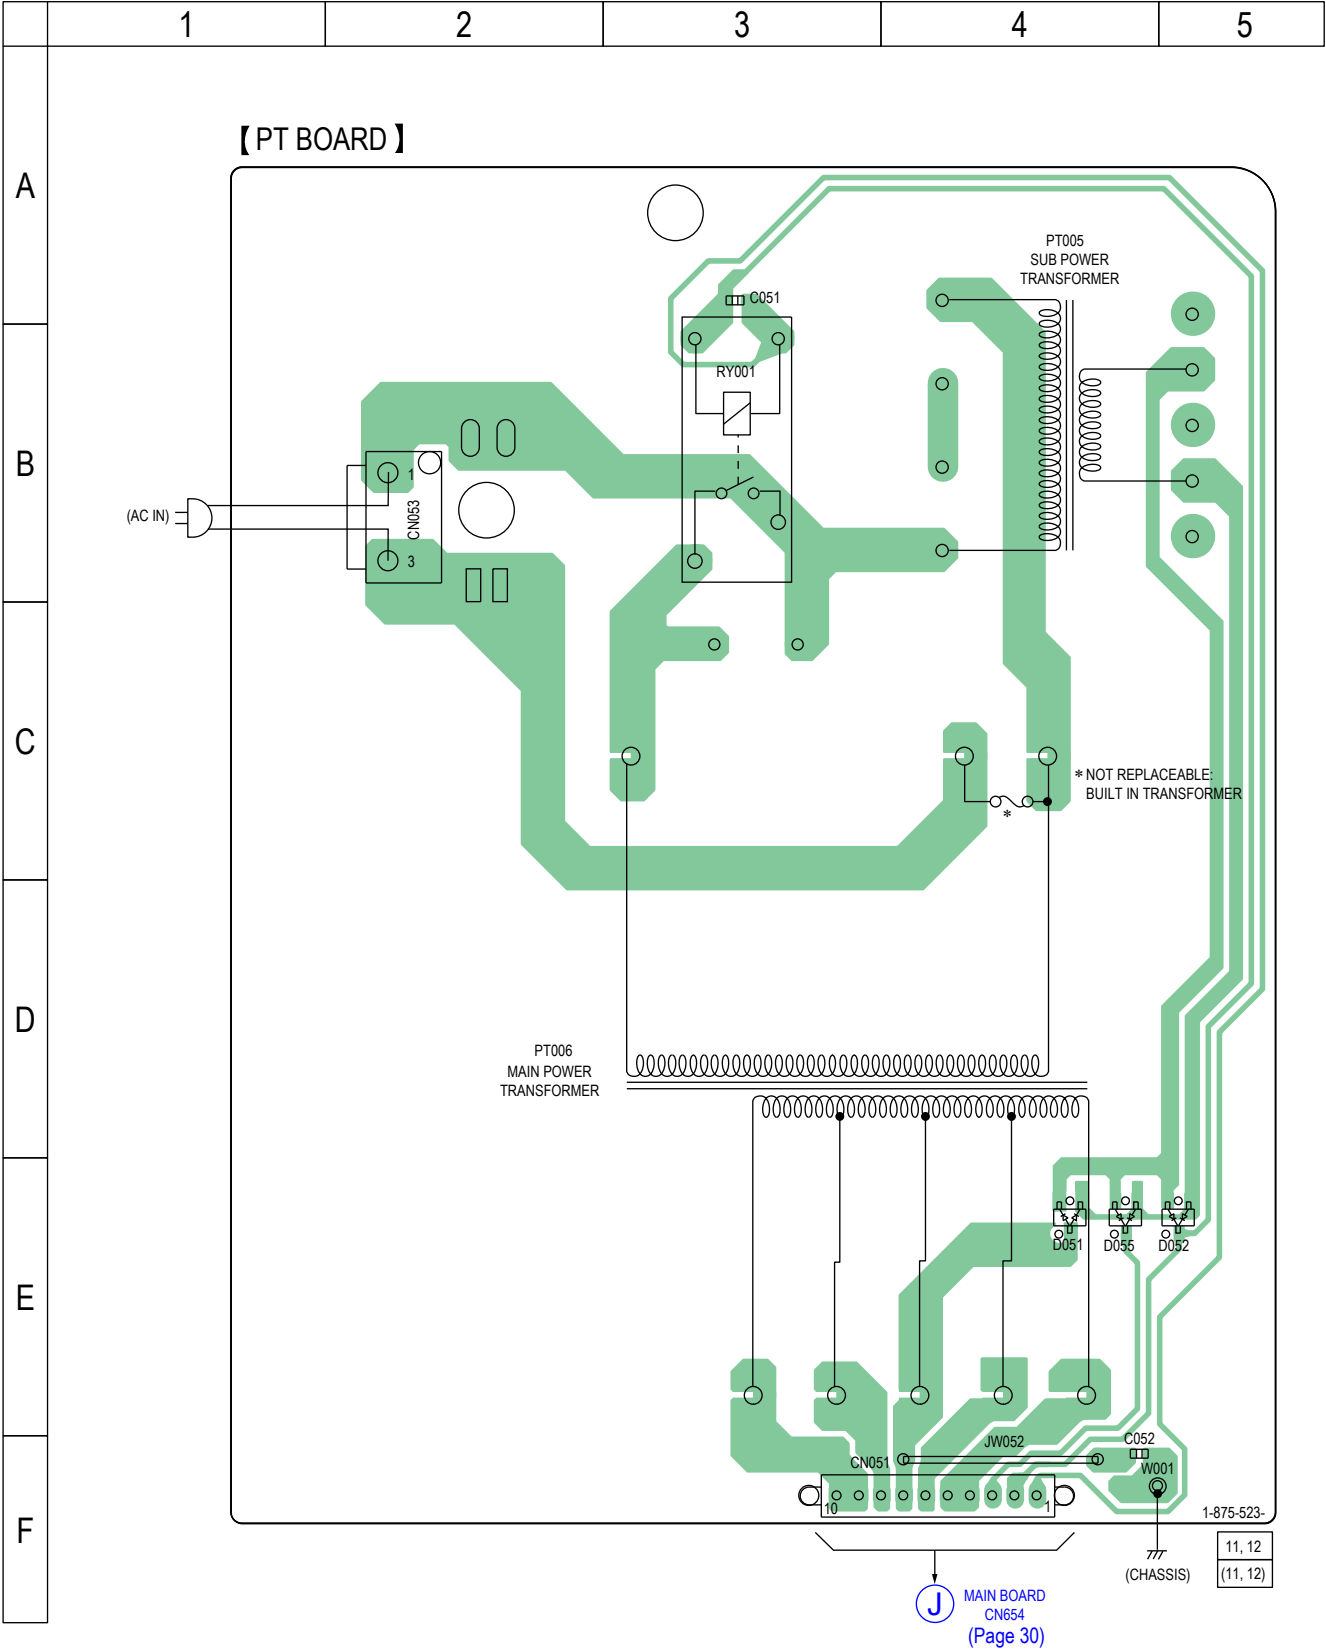 1 2 3 4 5
【 PT BOARD 】
A
PT005
SUB POWER
TRANSFORMER
C051
RY001
B
1
(AC IN)
CN053
3
C
* NOT REPLACEABLE:
BUILT IN TRANSFORMER
*
D
PT006
MAIN POWER
TRANSFORMER
D051 D055 D052
E
JW052
C052
CN051
W001
10 1
1-875-523-
F
11, 12
(11, 12)
(CHASSIS)
J
MAIN BOARD
CN654
(Page 30)